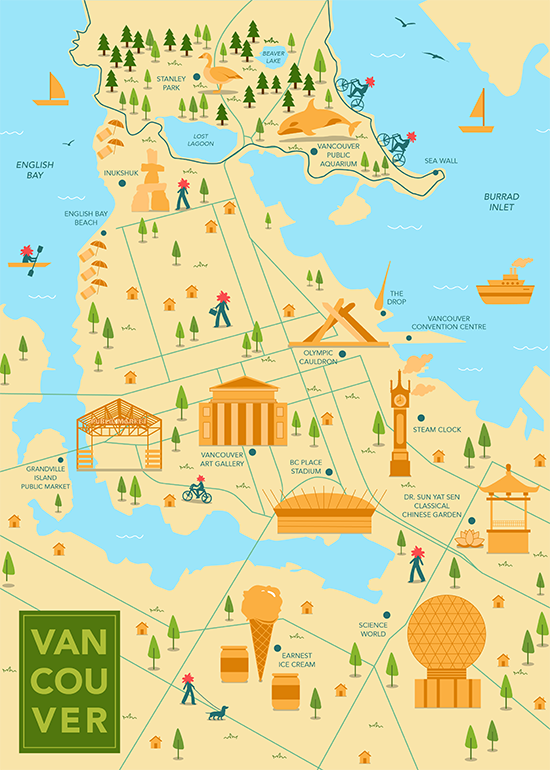 BEAVER
LAKE
STANLEY
PARK
LOST
LAGOON
VANCOUVER
PUBLIC
AQUARIUM
SEA WALL
ENGLISH
BAY
INUKSHUK
BURRAD
INLET
ENGLISH BAY
BEACH
THE
DROP
VANCOUVER
CONVENTION CENTRE
OLYMPIC
CAULDRON
PUBLIC MARKET
STEAM CLOCK
VANCOUVER
ART GALLERY
BC PLACE
STADIUM
GRANDVILLE
ISLAND
PUBLIC MARKET
DR. SUN YAT SEN
CLASSICAL
CHINESE GARDEN
SCIENCE
WORLD
EARNEST
ICE CREAM
VAN
COU
VER